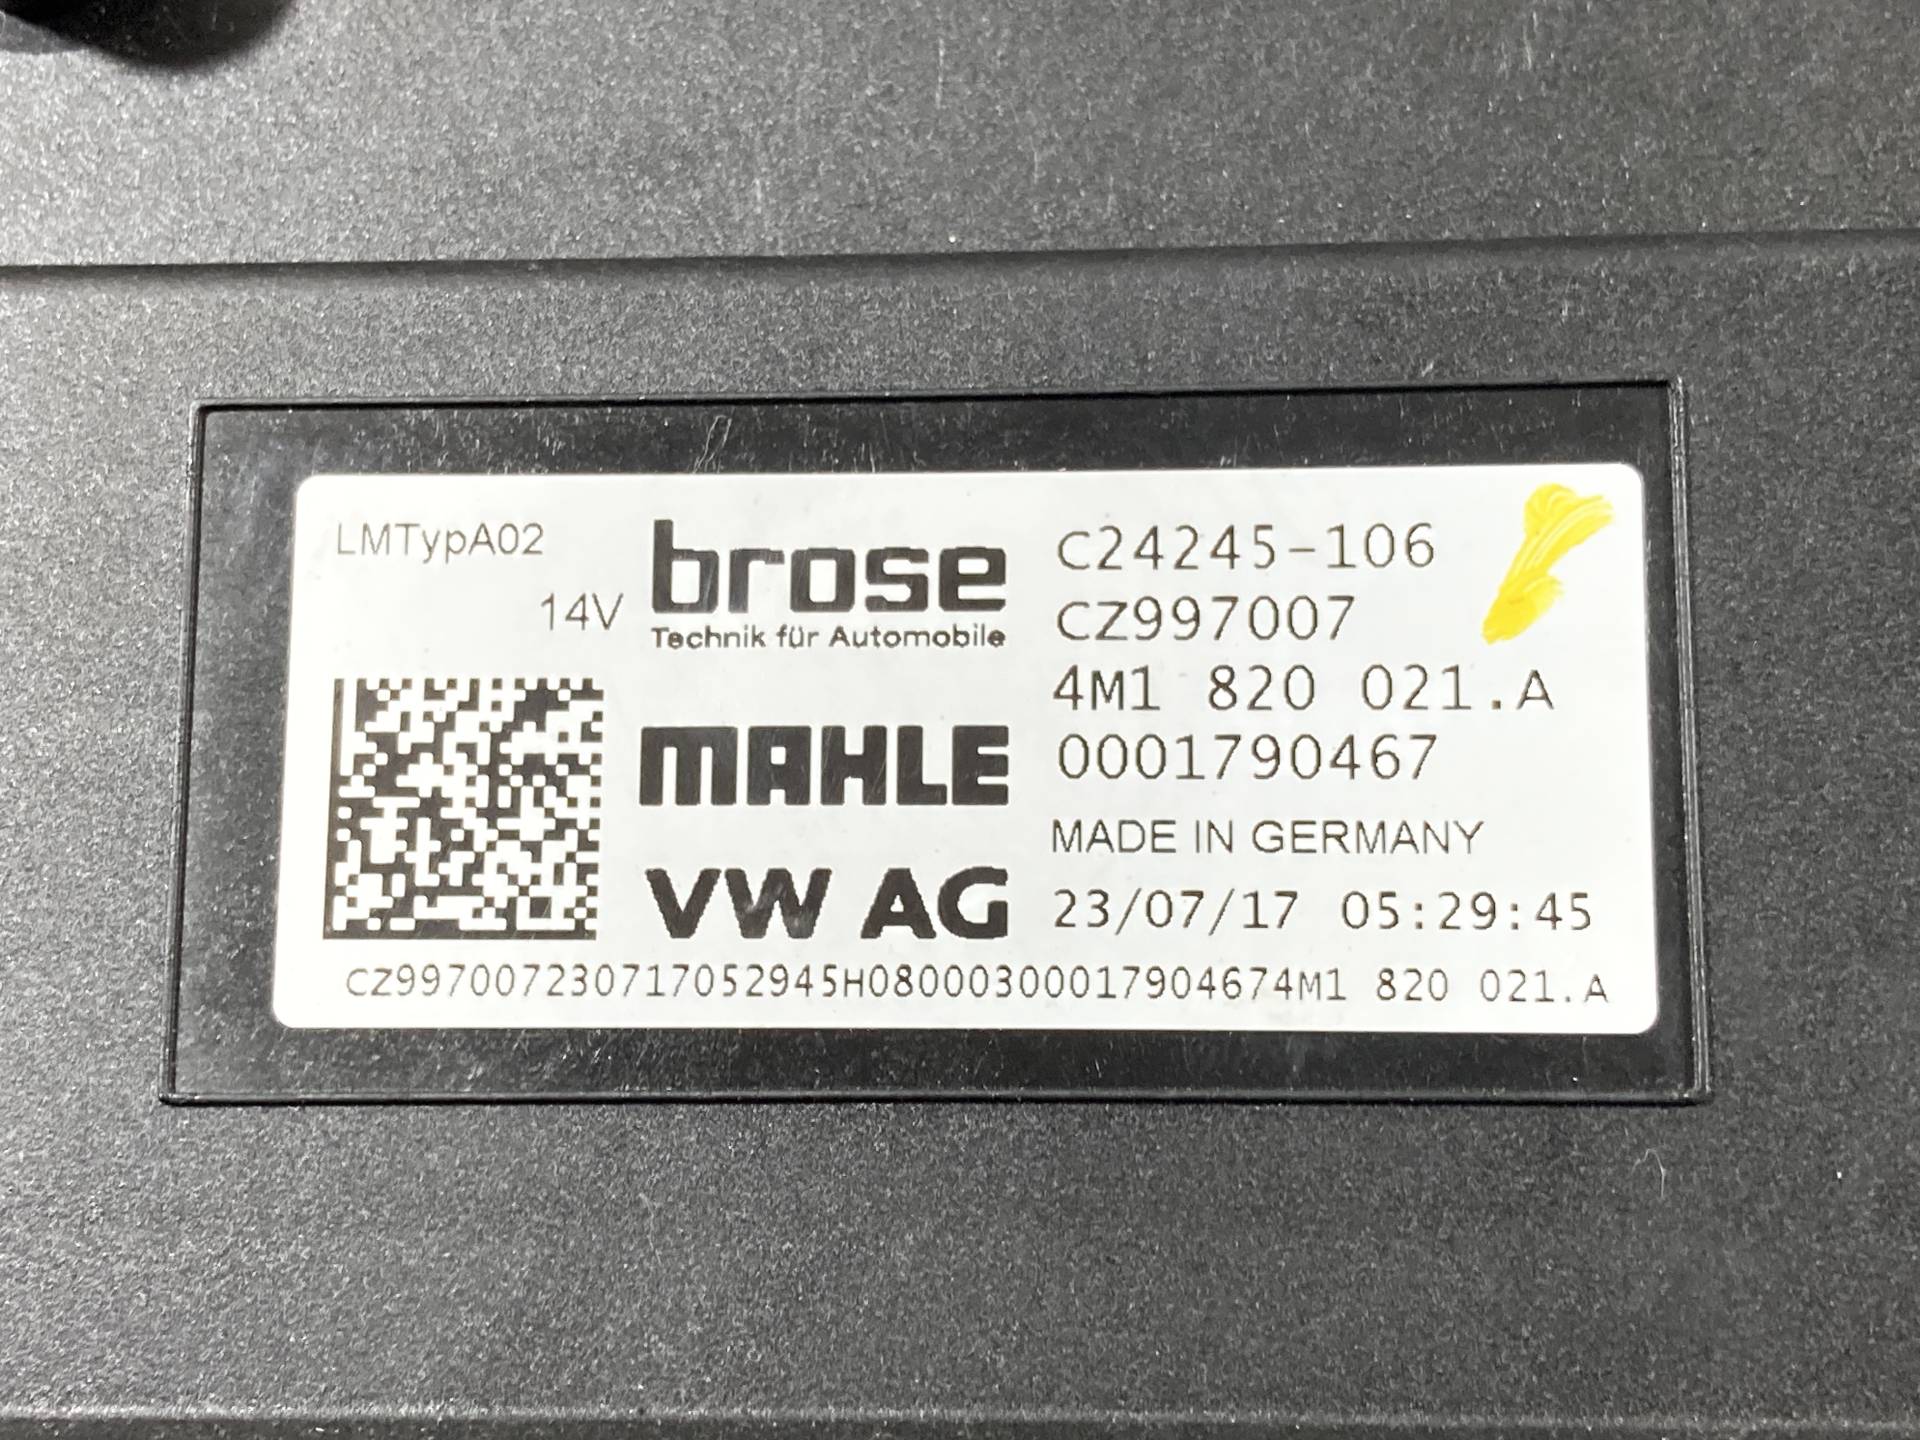 LMTypA02
14V
brose
Technik für Automobile
MAHLE
VW AG
C24245-106
CZ997007
4M1 820 021.A
0001790467
MADE IN GERMANY
23/07/17 05:29:45
CZ997007230717052945H08000300017904674M1 820 021.A